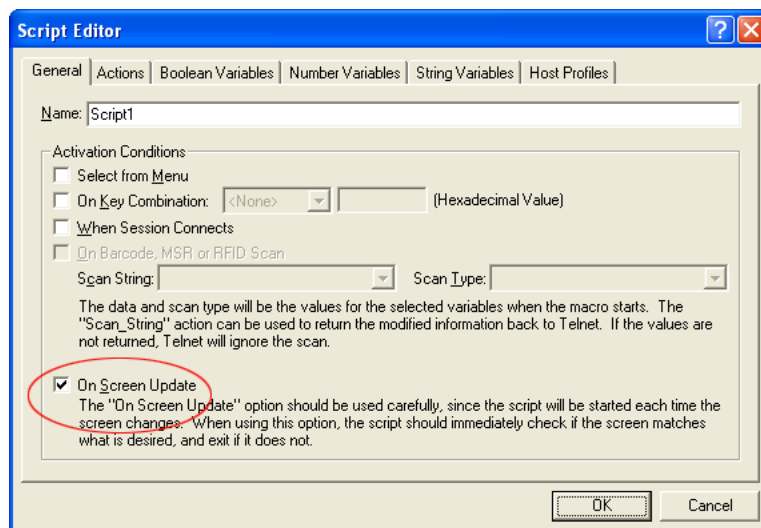 Script Editor
General Actions Boolean Variables Number Variables String Variables Host Profiles
Name: Script1
Activation Conditions
Select from Menu
On Key Combination: <None> (Hexadecimal Value)
When Session Connects
On Barcode, MSR or RFID Scan
Scan String: Scan Type:
The data and scan type will be the values for the selected variables when the macro starts. The
"Scan_String" action can be used to return the modified information back to Telnet. If the values are
not returned, Telnet will ignore the scan.
On Screen Update
The "On Screen Update" option should be used carefully, since the script will be started each time the
screen changes. When using this option, the script should immediately check if the screen matches
what is desired, and exit if it does not.
OK Cancel